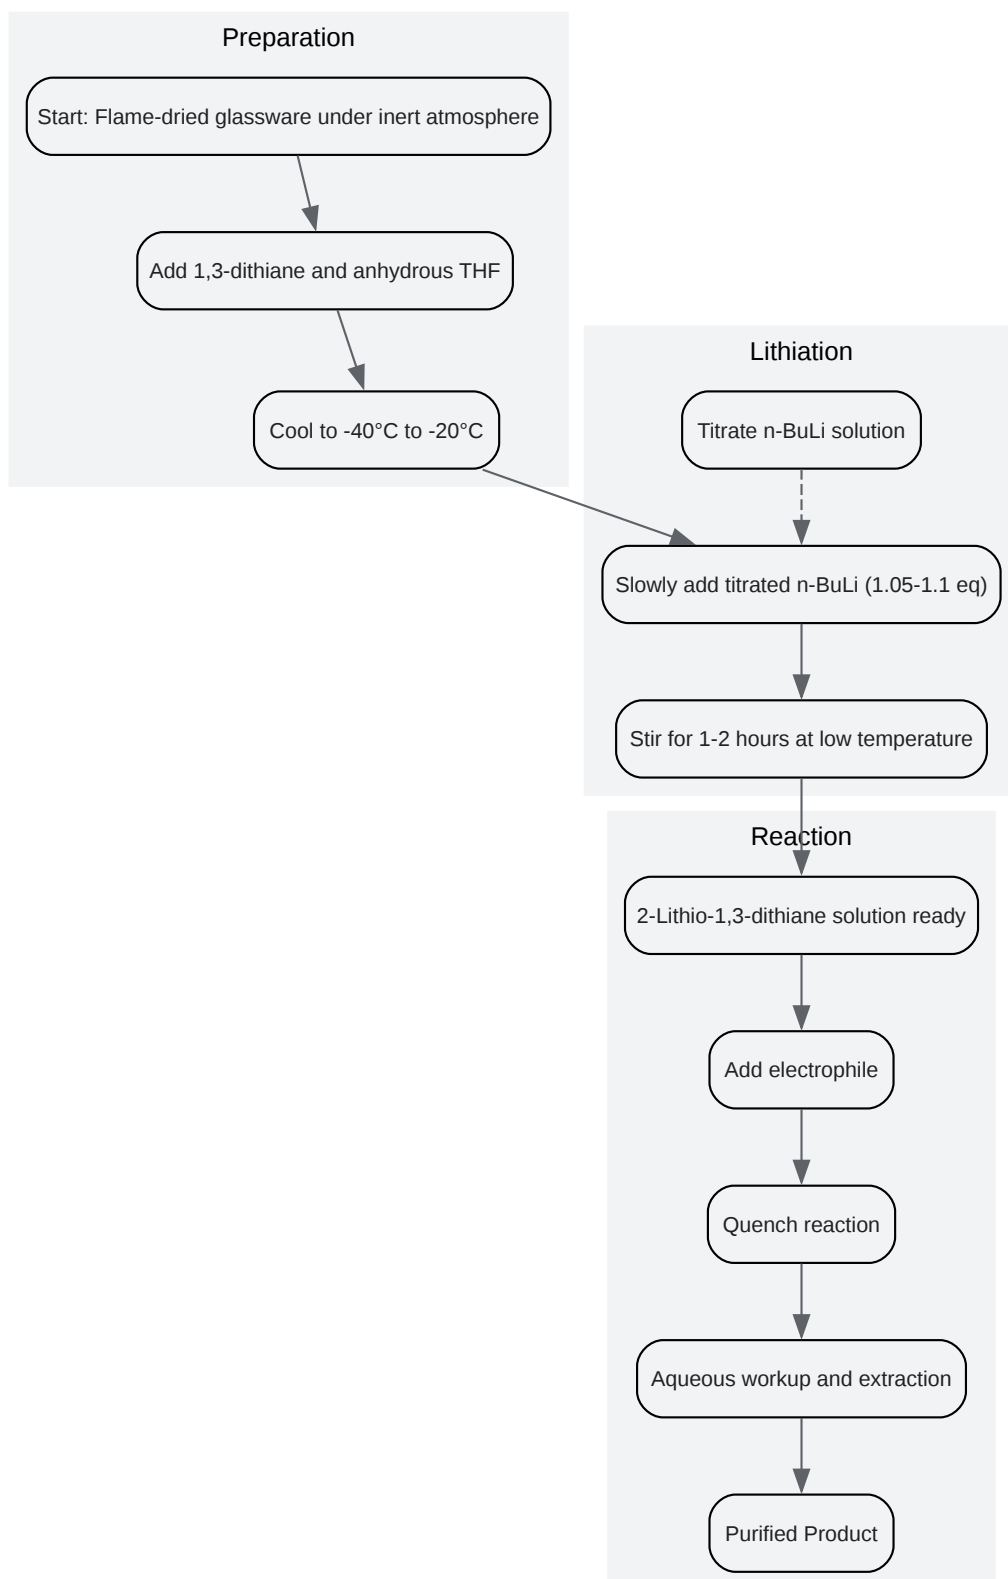 Preparation
Start: Flame-dried glassware under inert atmosphere
Add 1,3-dithiane and anhydrous THF
Cool to -40°C to -20°C
Lithiation
Titrate n-BuLi solution
Slowly add titrated n-BuLi (1.05-1.1 eq)
Stir for 1-2 hours at low temperature
Reaction
2-Lithio-1,3-dithiane solution ready
Add electrophile
Quench reaction
Aqueous workup and extraction
Purified Product